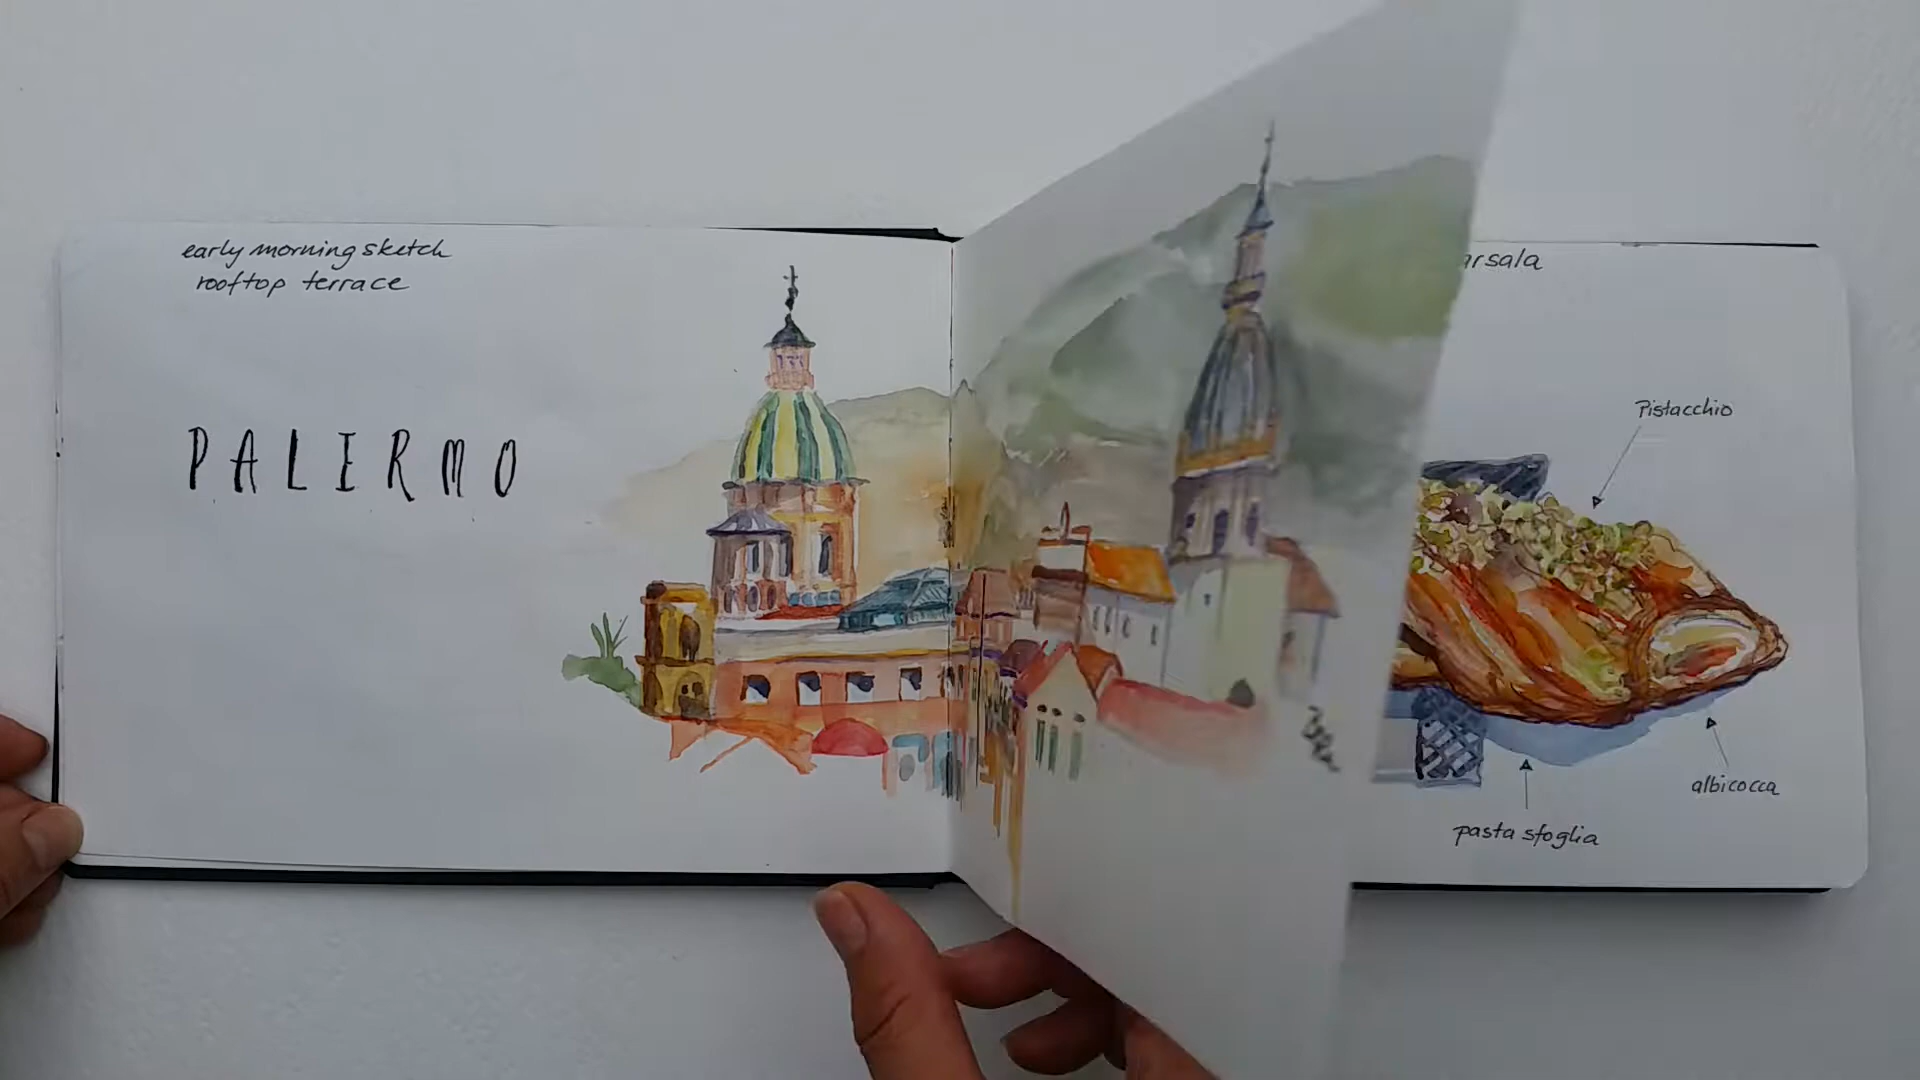 early morning sketch
rooftop terrace
PALERMO
arsala
Pistacchio
albicocca
pasta sfoglia